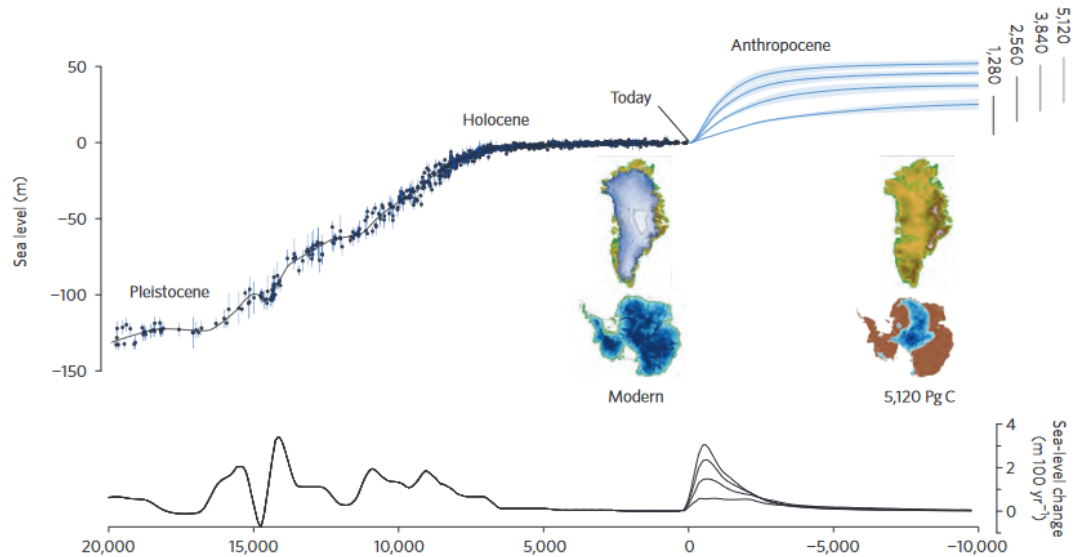 5,120
3,840
2,560
1,280
Anthropocene
50
Today
Holocene
0
Sea level (m)
−50
Pleistocene
−100
−150
Modern
5,120 Pg C
4
2
0
Sea-level change
(m 100 yr⁻¹)
20,000
15,000
10,000
5,000
0
−5,000
−10,000